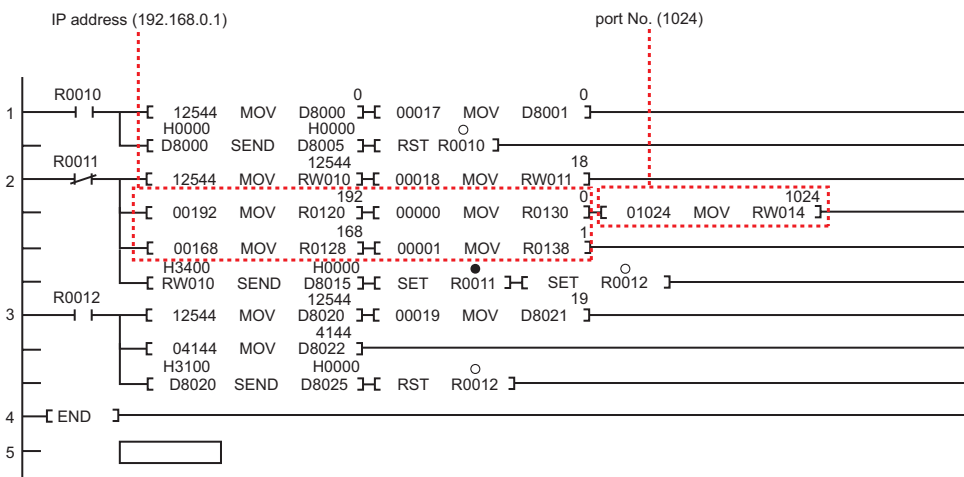 IP address (192.168.0.1) port No. (1024)
R0010 0 0
1 12544 MOV D8000 00017 MOV D8001
H0000 H0000
D8000 SEND D8005 RST R0010
R0011 12544 18
2 12544 MOV RW010 00018 MOV RW011
192 0 1024
00192 MOV R0120 00000 MOV R0130 01024 MOV RW014
168 1
00168 MOV R0128 00001 MOV R0138
H3400 H0000
RW010 SEND D8015 SET R0011 SET R0012
R0012 12544 19
3 12544 MOV D8020 00019 MOV D8021
4144
04144 MOV D8022
H3100 H0000
D8020 SEND D8025 RST R0012
4 END
5